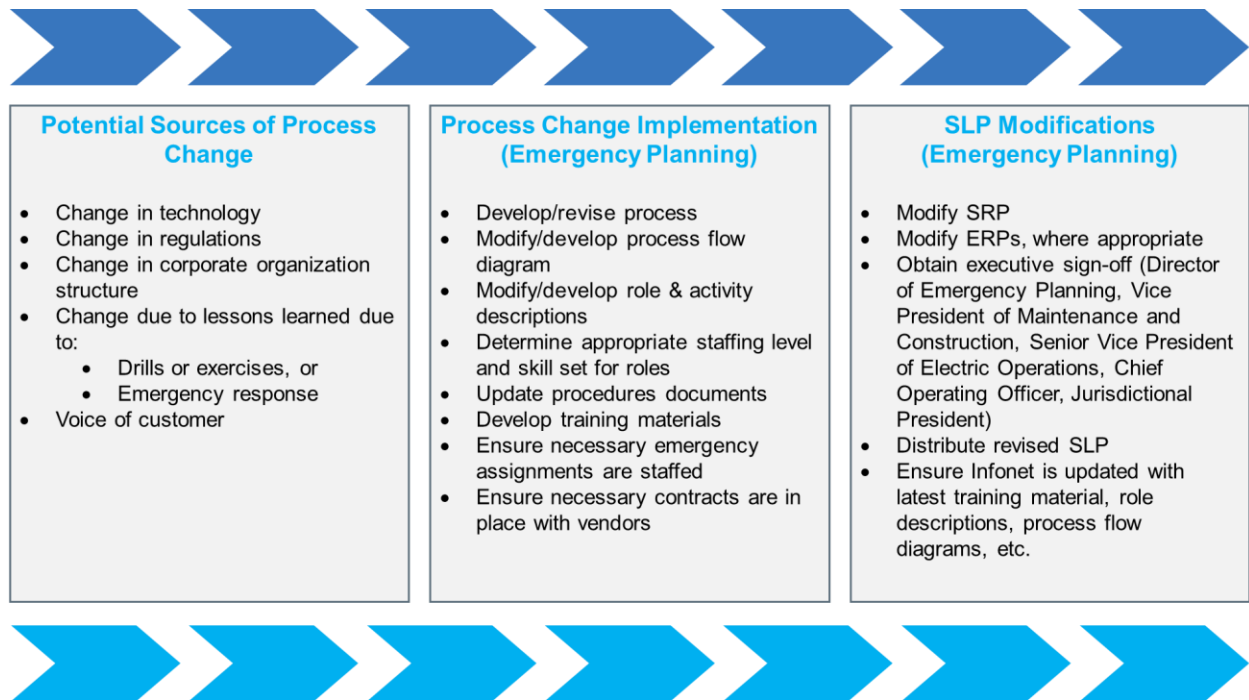 Potential Sources of Process
Change
• Change in technology
• Change in regulations
• Change in corporate organization
structure
• Change due to lessons learned due
to:
• Drills or exercises, or
• Emergency response
• Voice of customer
Process Change Implementation
(Emergency Planning)
• Develop/revise process
• Modify/develop process flow
diagram
• Modify/develop role & activity
descriptions
• Determine appropriate staffing level
and skill set for roles
• Update procedures documents
• Develop training materials
• Ensure necessary emergency
assignments are staffed
• Ensure necessary contracts are in
place with vendors
SLP Modifications
(Emergency Planning)
• Modify SRP
• Modify ERPs, where appropriate
• Obtain executive sign-off (Director
of Emergency Planning, Vice
President of Maintenance and
Construction, Senior Vice President
of Electric Operations, Chief
Operating Officer, Jurisdictional
President)
• Distribute revised SLP
• Ensure Infonet is updated with
latest training material, role
descriptions, process flow
diagrams, etc.